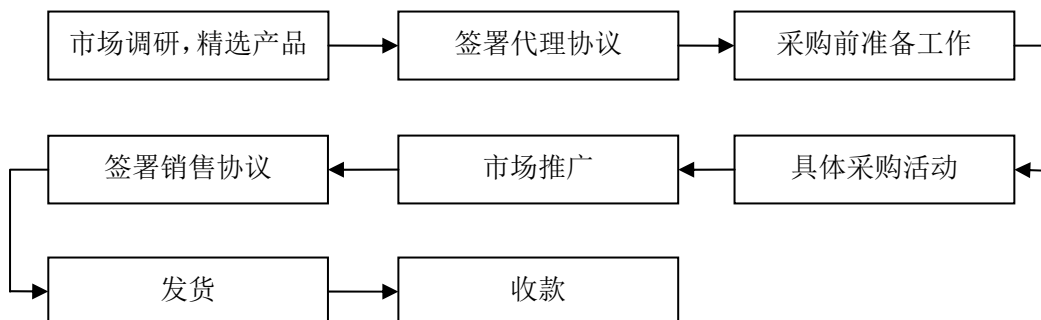 市场调研，精选产品
签署代理协议
采购前准备工作
具体采购活动
市场推广
签署销售协议
发货
收款